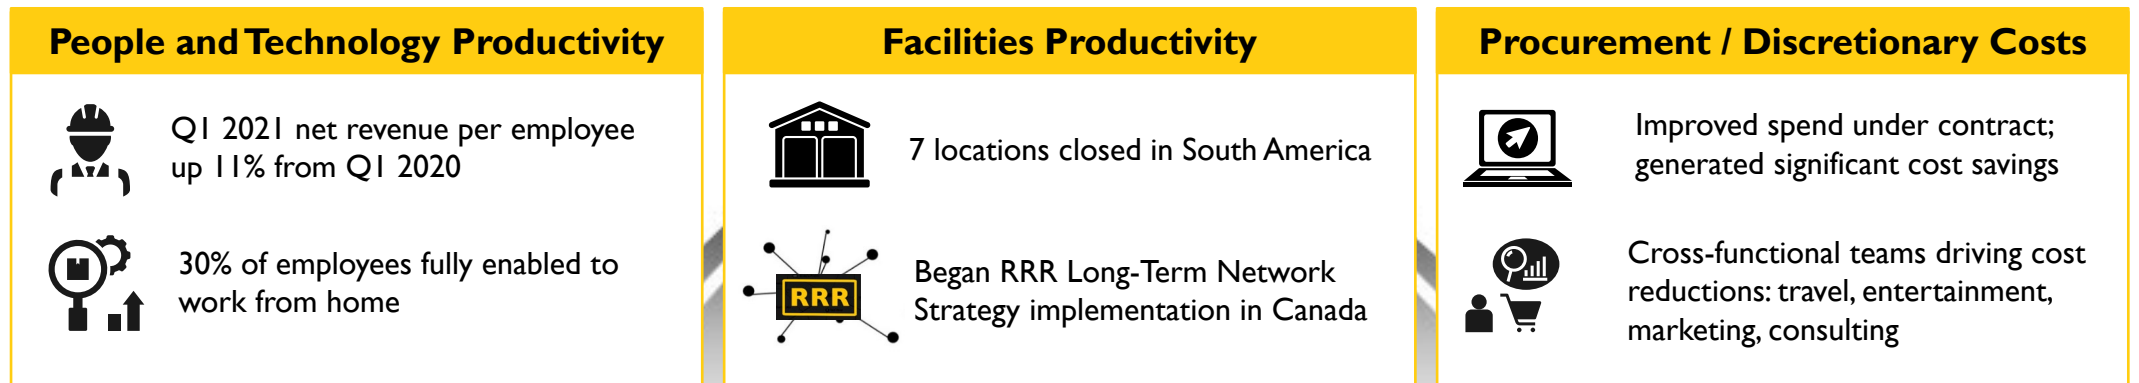 People and Technology Productivity
Q1 2021 net revenue per employee
up 11% from Q1 2020
30% of employees fully enabled to
work from home
Facilities Productivity
7 locations closed in South America
RRR
Began RRR Long-Term Network
Strategy implementation in Canada
Procurement / Discretionary Costs
Improved spend under contract;
generated significant cost savings
Cross-functional teams driving cost
reductions: travel, entertainment,
marketing, consulting